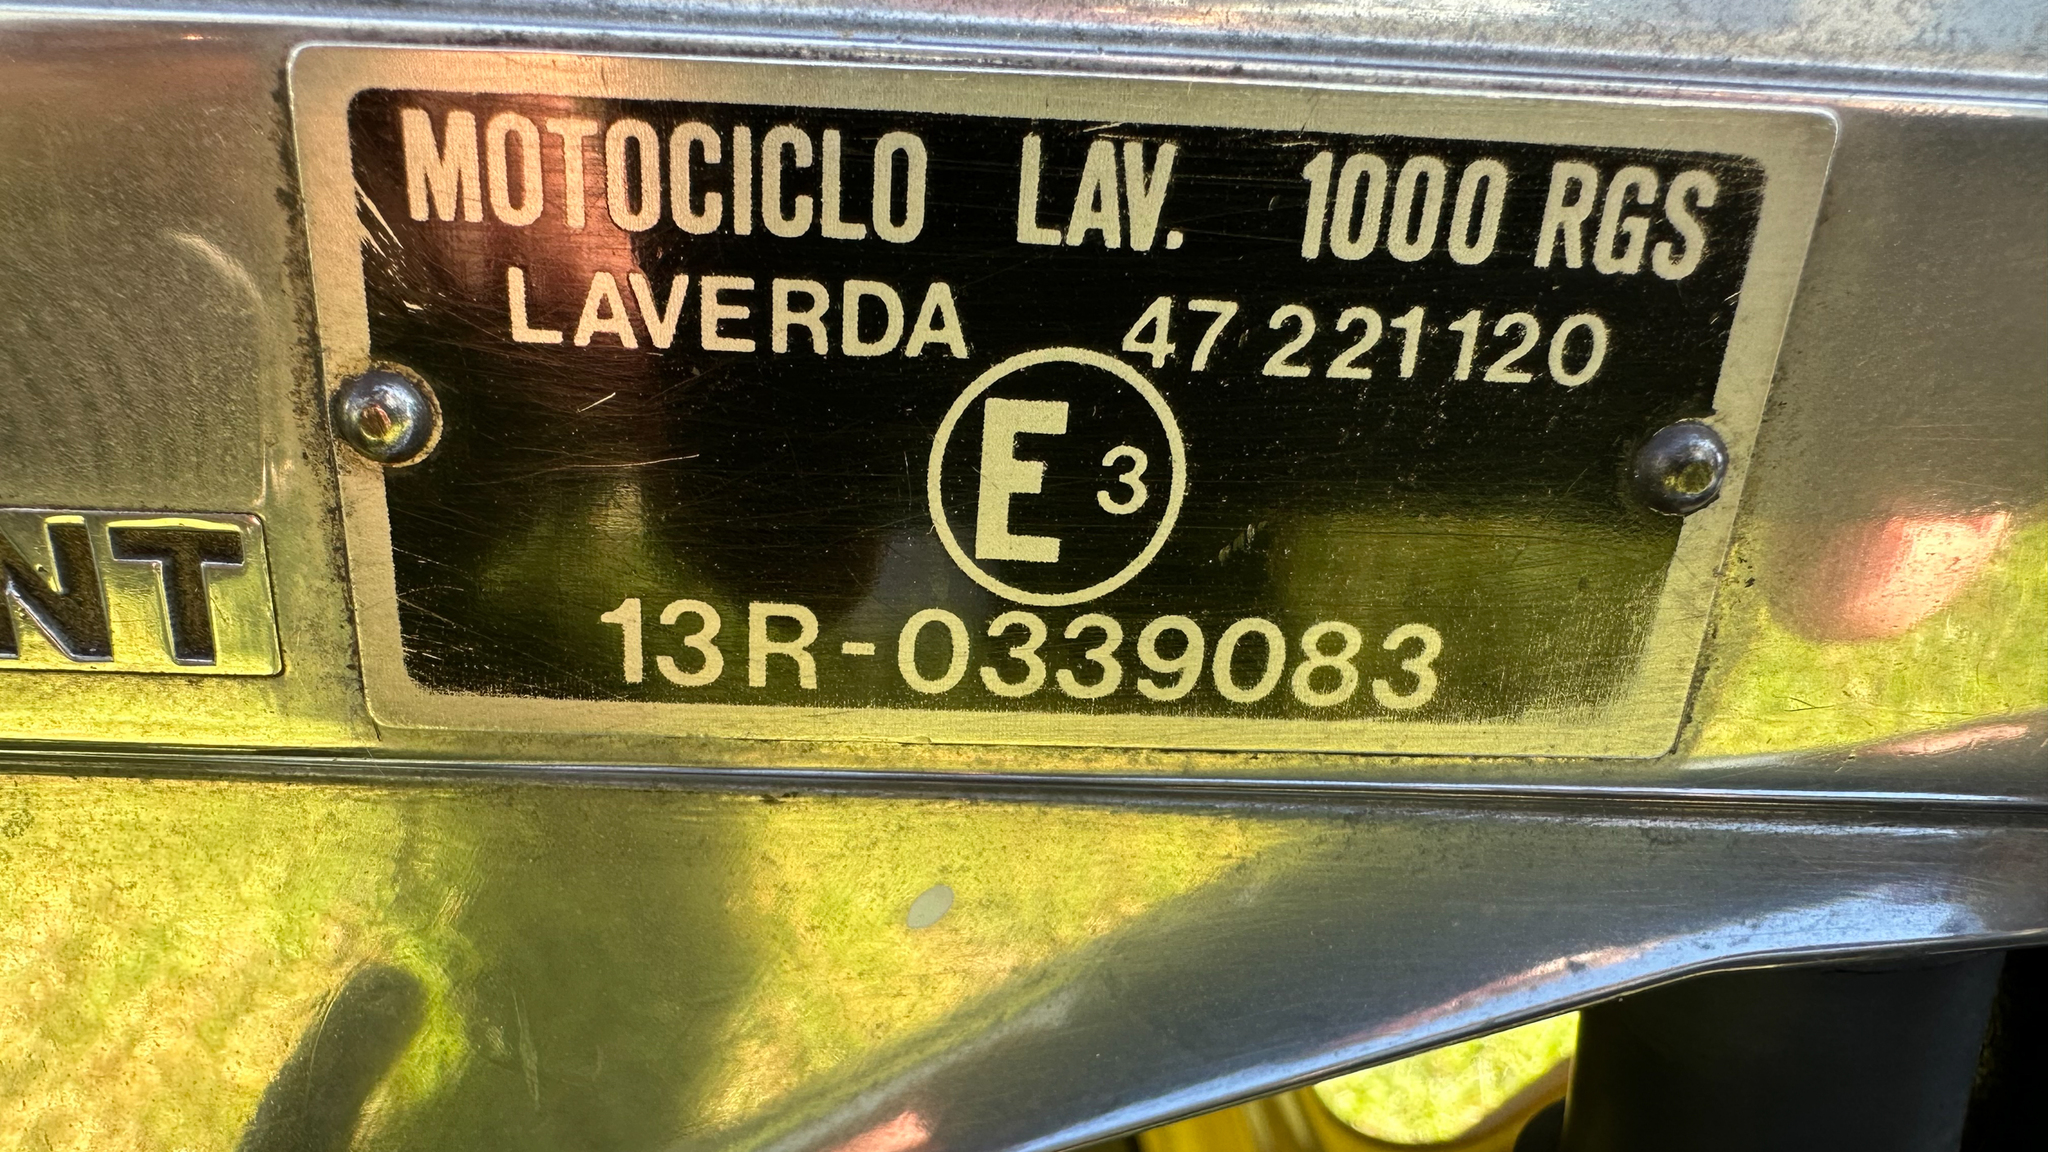 MOTOCICLO LAV. 1000 RGS
LAVERDA 47 221120
E 3
13R-0339083
NT